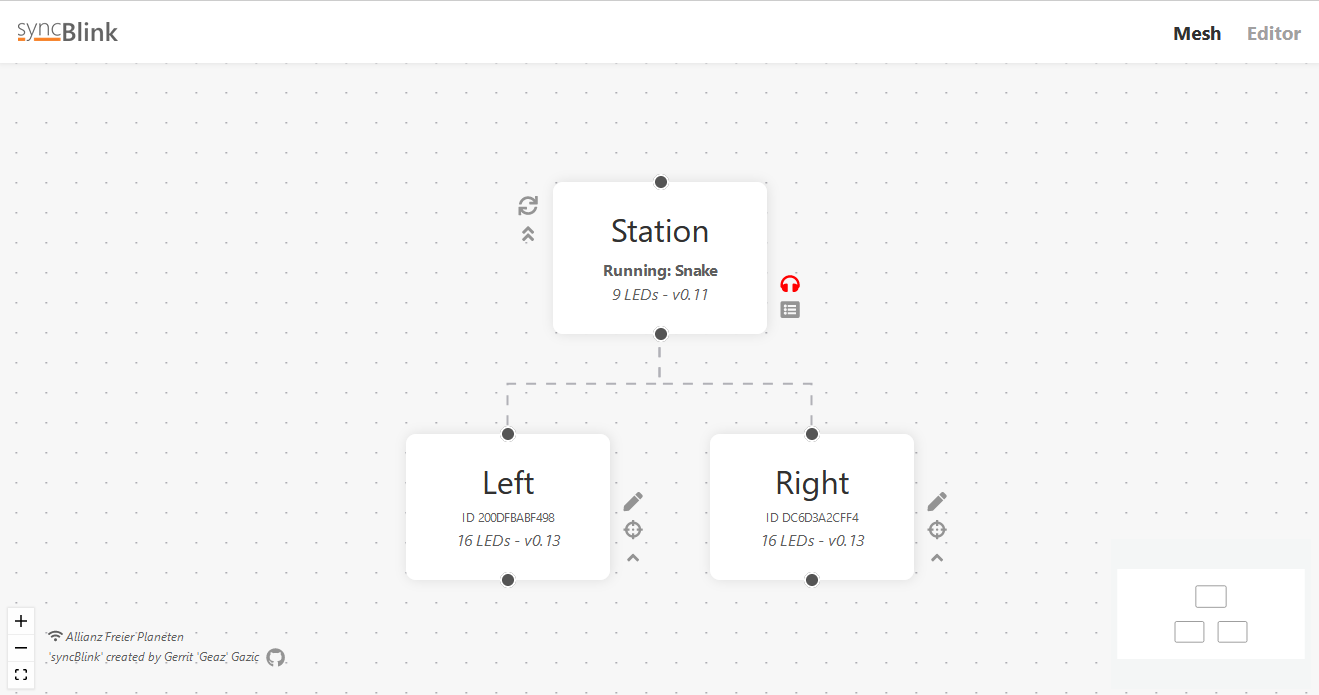 syncBlink
Mesh Editor
Station
Running: Snake
9 LEDs - v0.11
Left
ID 200DFBABF498
16 LEDs - v0.13
Right
ID DC6D3A2CFF4
16 LEDs - v0.13
Allianz Freier Planeten
'syncBlink' created by Gerrit 'Geaz' Gazic